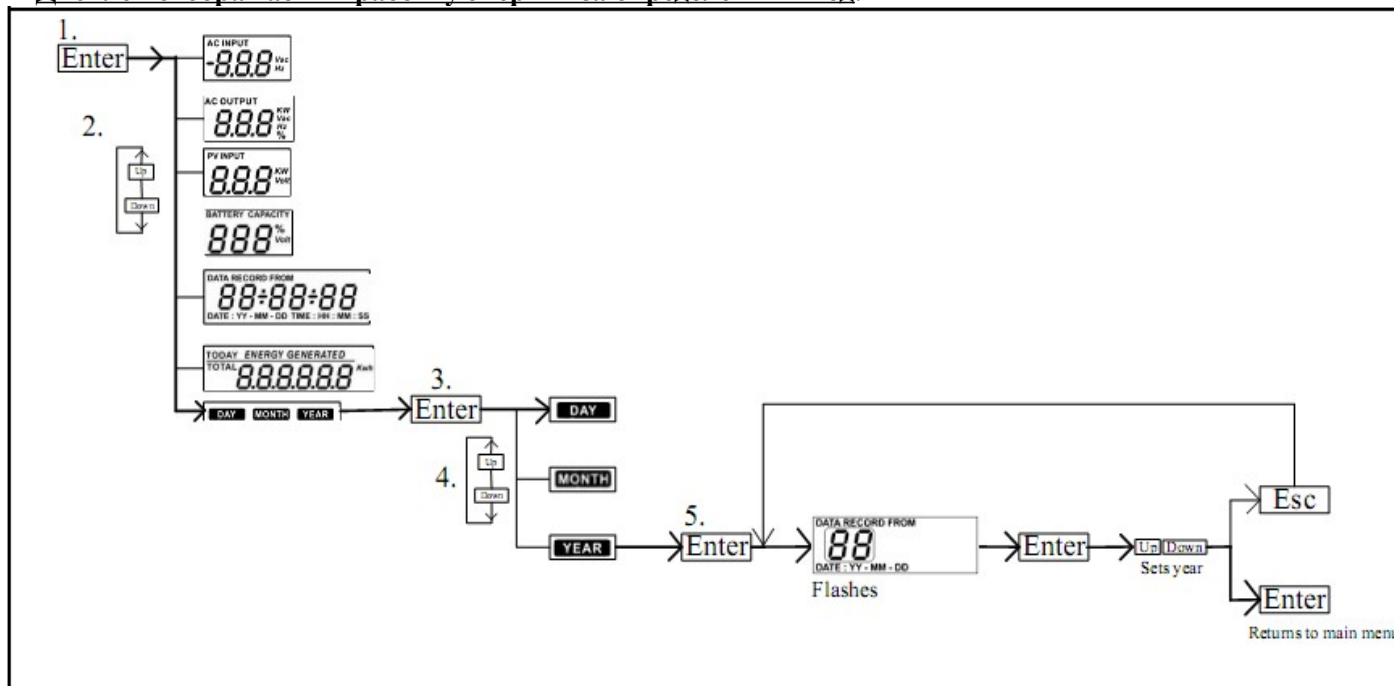 1.
Enter
AC INPUT
-8.8.8 Vac
Hz
AC OUTPUT
8.8.8 KW
Vac
Hz
%
2.
Up
Down
PV INPUT
8.8.8 KW
Volt
BATTERY CAPACITY
888 %
Volt
DATA RECORD FROM
88÷88÷88
DATE : YY - MM - DD TIME : HH : MM : SS
TODAY ENERGY GENERATED
TOTAL 8.8.8.8.8.8 Kwh
DAY MONTH YEAR
3.
Enter
DAY
4.
Up
Down
MONTH
YEAR
5.
Enter
DATA RECORD FROM
88
DATE : YY - MM - DD
Flashes
Enter
Up Down
Sets year
Esc
Enter
Returns to main menu